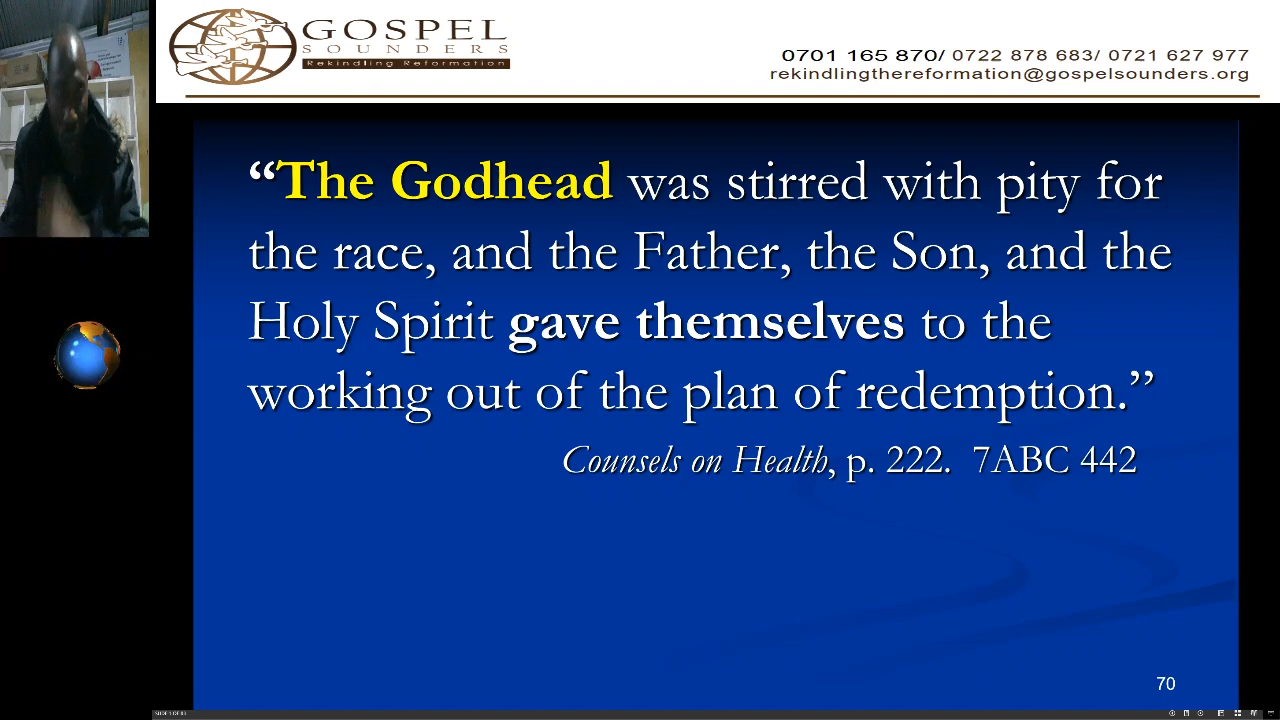 GOSPEL
SOUNDERS
Rekindling Reformation
0701 165 870/ 0722 878 683/ 0721 627 977
rekindlingthereformation@gospelsounders.org
“The Godhead was stirred with pity for
the race, and the Father, the Son, and the
Holy Spirit gave themselves to the
working out of the plan of redemption.”
Counsels on Health, p. 222.  7ABC 442
70